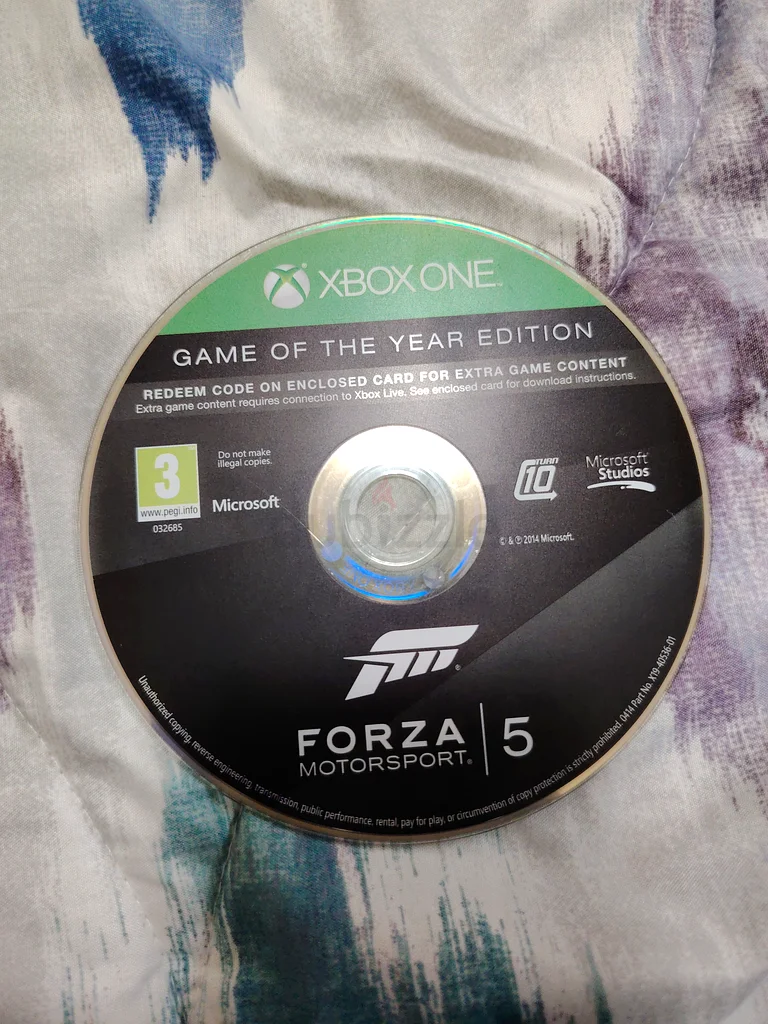 XBOX ONE
GAME OF THE YEAR EDITION
REDEEM CODE ON ENCLOSED CARD FOR EXTRA GAME CONTENT
Extra game content requires connection to Xbox Live. See enclosed card for download instructions.
3
www.pegi.info
032685
Do not make
illegal copies.
Microsoft
TURN
10
Microsoft
Studios
© & ℗ 2014 Microsoft.
dubizzle
FORZA
MOTORSPORT® | 5
Unauthorized copying, reverse engineering, transmission, public performance, rental, pay for play, or circumvention of copy protection is strictly prohibited. 0414 Part No. X19-40536-01